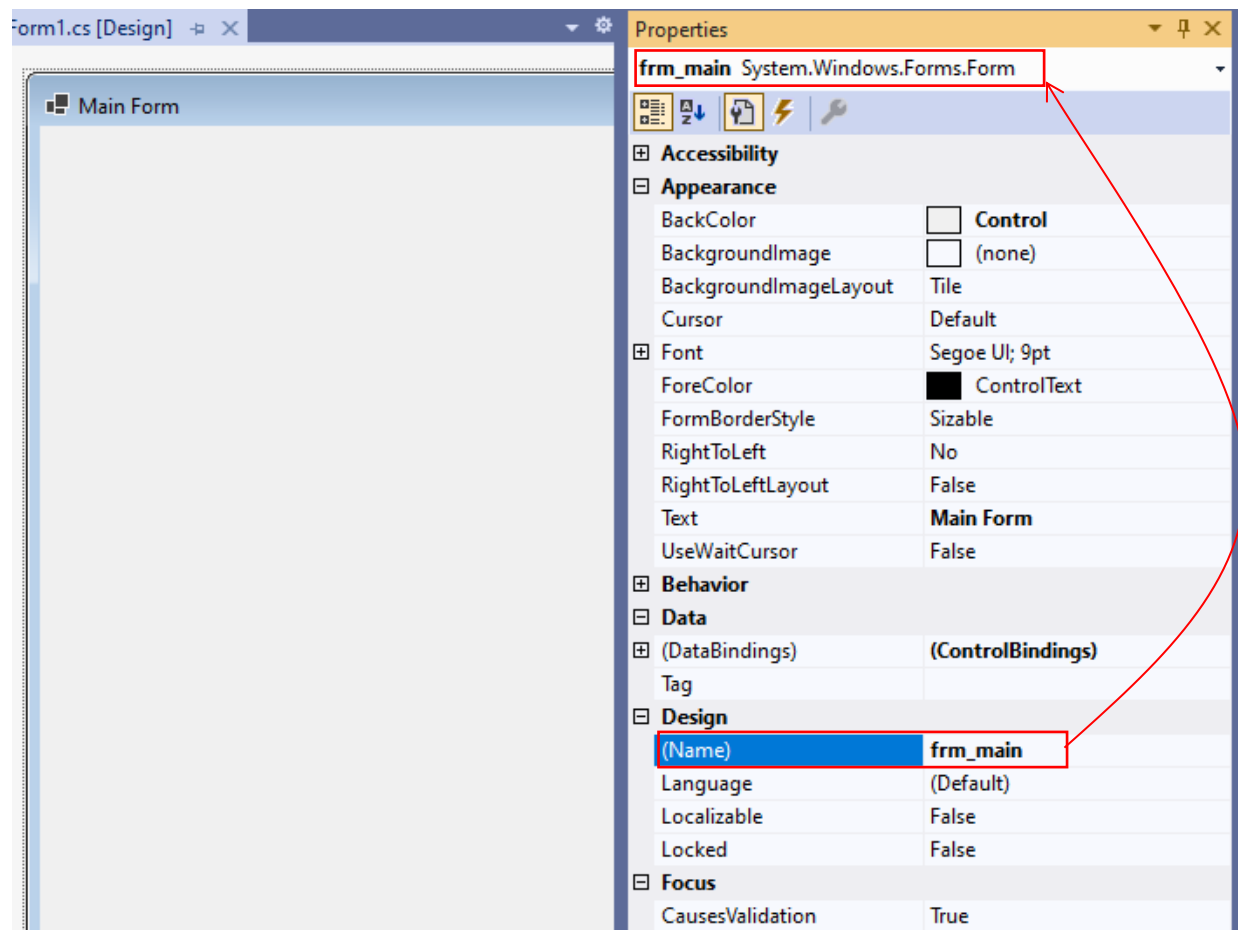 Form1.cs [Design]
Main Form
Properties
frm_main System.Windows.Forms.Form
Accessibility
Appearance
BackColor Control
BackgroundImage (none)
BackgroundImageLayout Tile
Cursor Default
Font Segoe UI; 9pt
ForeColor ControlText
FormBorderStyle Sizable
RightToLeft No
RightToLeftLayout False
Text Main Form
UseWaitCursor False
Behavior
Data
(DataBindings) (ControlBindings)
Tag
Design
(Name) frm_main
Language (Default)
Localizable False
Locked False
Focus
CausesValidation True